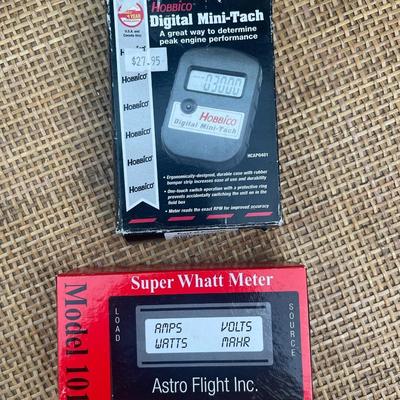 1 YEAR
U.S.A. and
Canada Only
$27.95
HOBBICO
Digital Mini-Tach
A great way to determine
peak engine performance
HOBBICO
HOBBICO
HOBBICO
HOBBICO
HOBBICO
03000
HOBBICO
Digital Mini-Tach
HCAP0401
• Ergonomically-designed, durable case with rubber
bumper strip increases ease of use and durability
• One-touch switch operation with a protective ring
prevents accidentally switching the unit on in the
field box
• Meter reads the exact RPM for improved accuracy
Super Whatt Meter
Model 101
LOAD
AMPS VOLTS
WATTS MAHR
SOURCE
Astro Flight Inc.